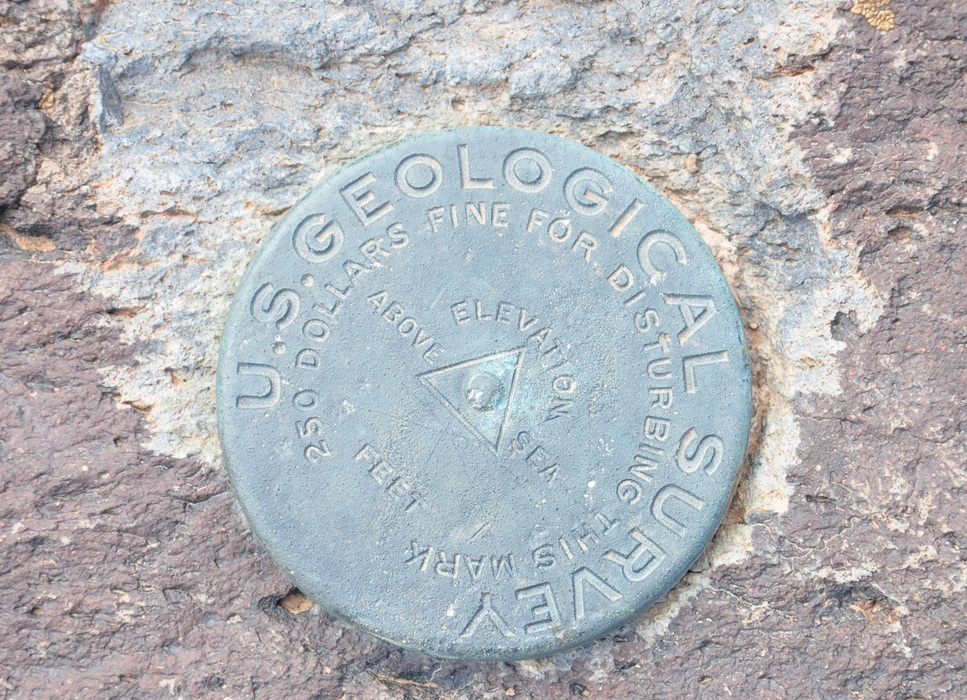 U.S. GEOLOGICAL SURVEY
250 DOLLARS FINE FOR DISTURBING THIS MARK
ELEVATION
ABOVE SEA
FEET